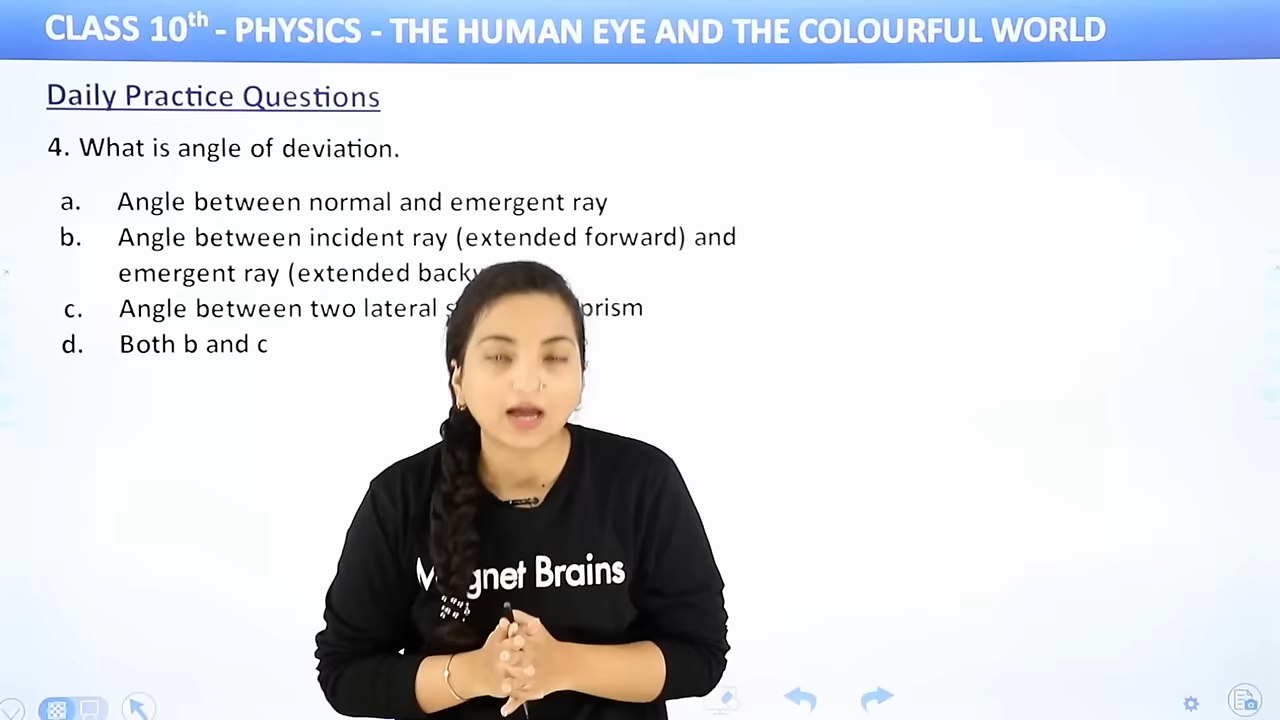 CLASS 10th - PHYSICS - THE HUMAN EYE AND THE COLOURFUL WORLD
Daily Practice Questions
4. What is angle of deviation.
a. Angle between normal and emergent ray
b. Angle between incident ray (extended forward) and
emergent ray (extended
c. Angle between two lateral prism
d. Both b and c
Brains